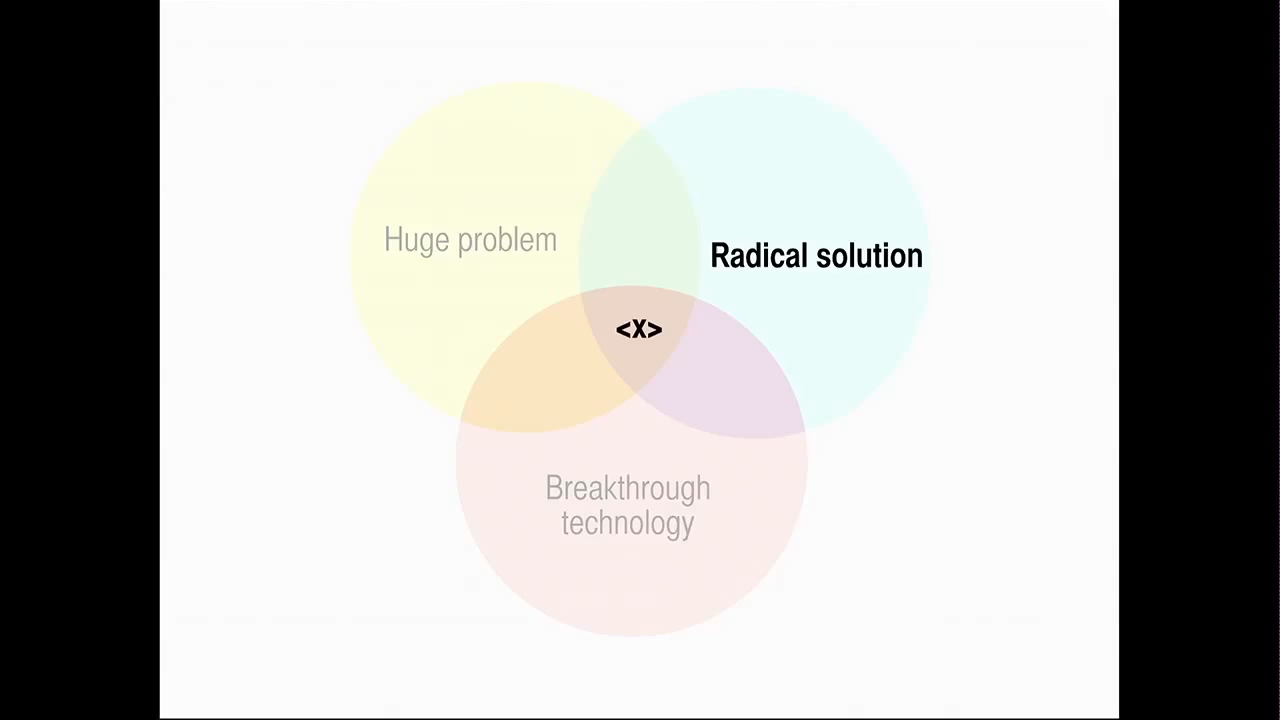 Huge problem
Radical solution
<X>
Breakthrough
technology